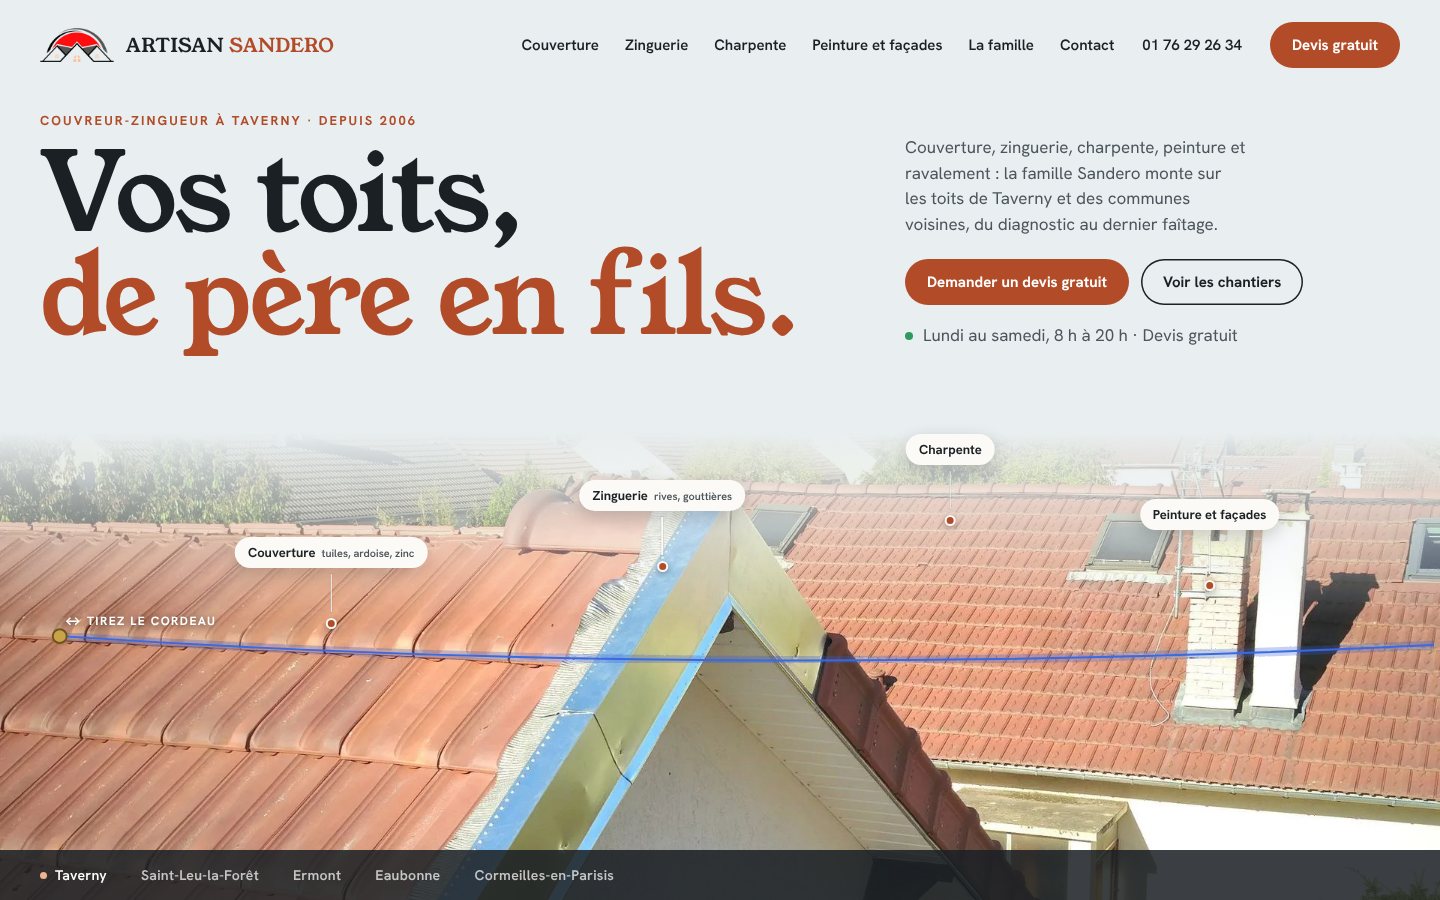 ARTISAN SANDERO
Couverture
Zinguerie
Charpente
Peinture et façades
La famille
Contact
01 76 29 26 34
Devis gratuit
COUVREUR-ZINGUEUR À TAVERNY · DEPUIS 2006
Vos toits,
de père en fils.
Couverture, zinguerie, charpente, peinture et
ravalement : la famille Sandero monte sur
les toits de Taverny et des communes
voisines, du diagnostic au dernier faîtage.
Demander un devis gratuit
Voir les chantiers
Lundi au samedi, 8 h à 20 h · Devis gratuit
Charpente
Zinguerie rives, gouttières
Peinture et façades
Couverture tuiles, ardoise, zinc
↔ TIREZ LE CORDEAU
Taverny
Saint-Leu-la-Forêt
Ermont
Eaubonne
Cormeilles-en-Parisis